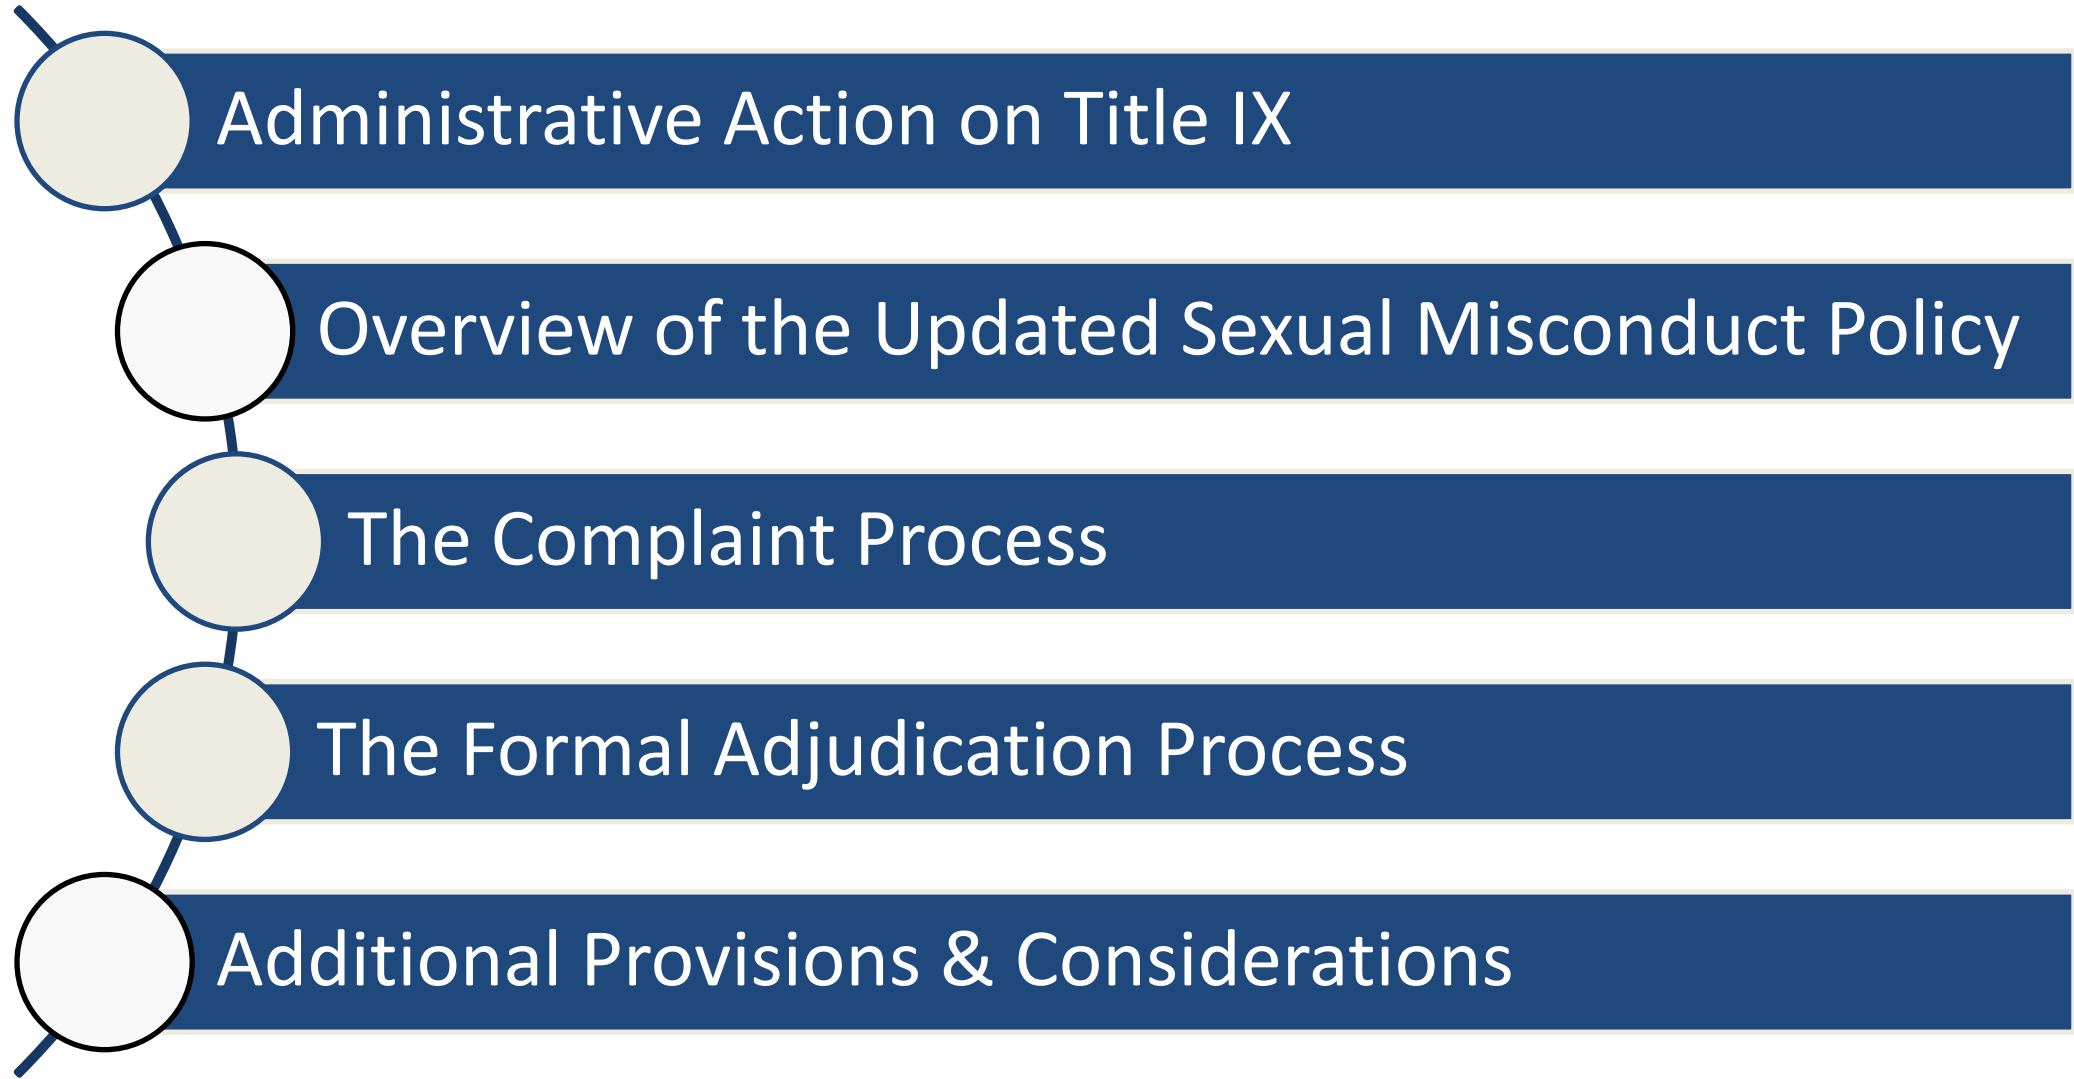 Administrative Action on Title IX
Overview of the Updated Sexual Misconduct Policy
The Complaint Process
The Formal Adjudication Process
Additional Provisions & Considerations